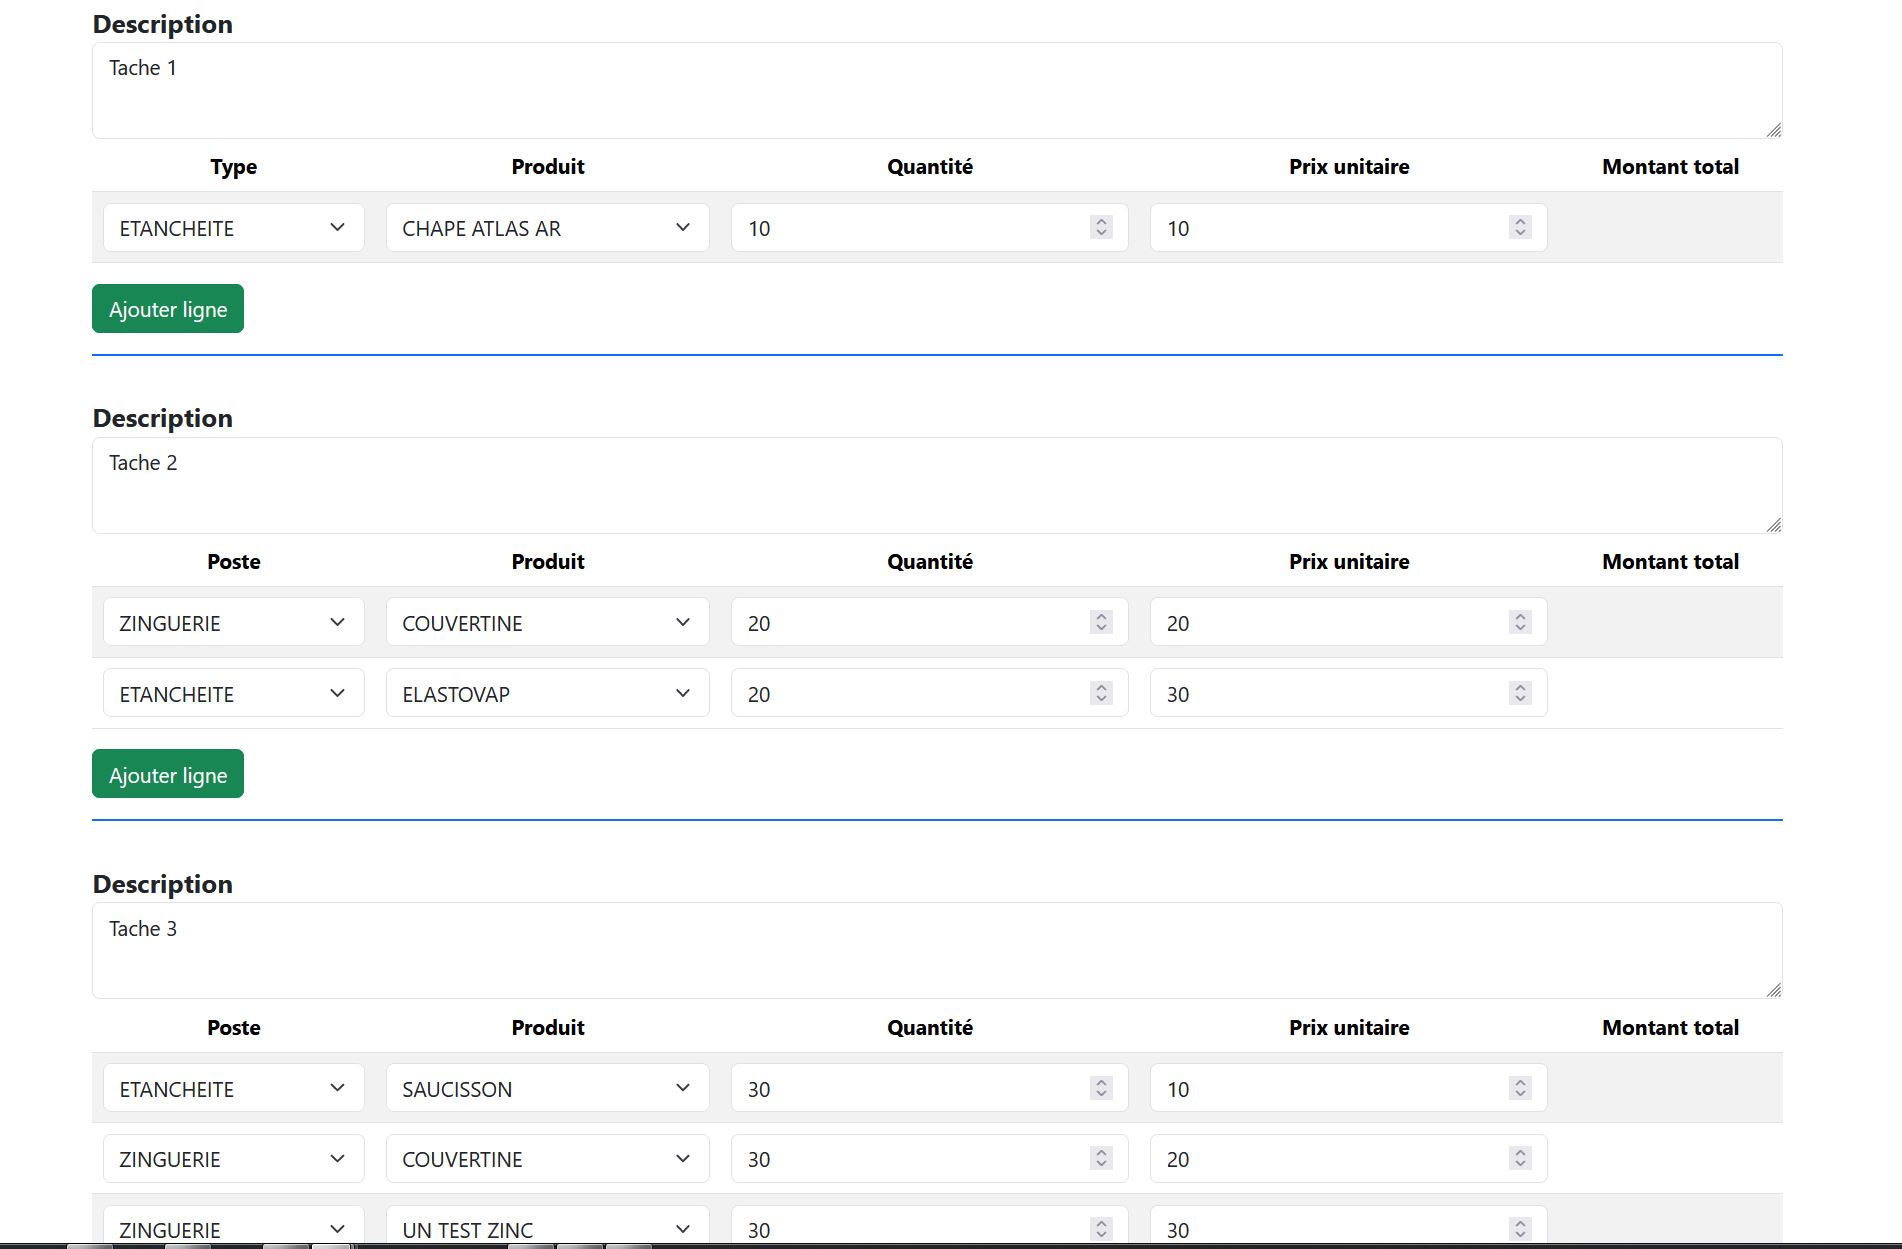 Description
Tache 1
Type Produit Quantité Prix unitaire Montant total
ETANCHEITE CHAPE ATLAS AR 10 10
Ajouter ligne
Description
Tache 2
Poste Produit Quantité Prix unitaire Montant total
ZINGUERIE COUVERTINE 20 20
ETANCHEITE ELASTOVAP 20 30
Ajouter ligne
Description
Tache 3
Poste Produit Quantité Prix unitaire Montant total
ETANCHEITE SAUCISSON 30 10
ZINGUERIE COUVERTINE 30 20
ZINGUERIE UN TEST ZINC 30 30